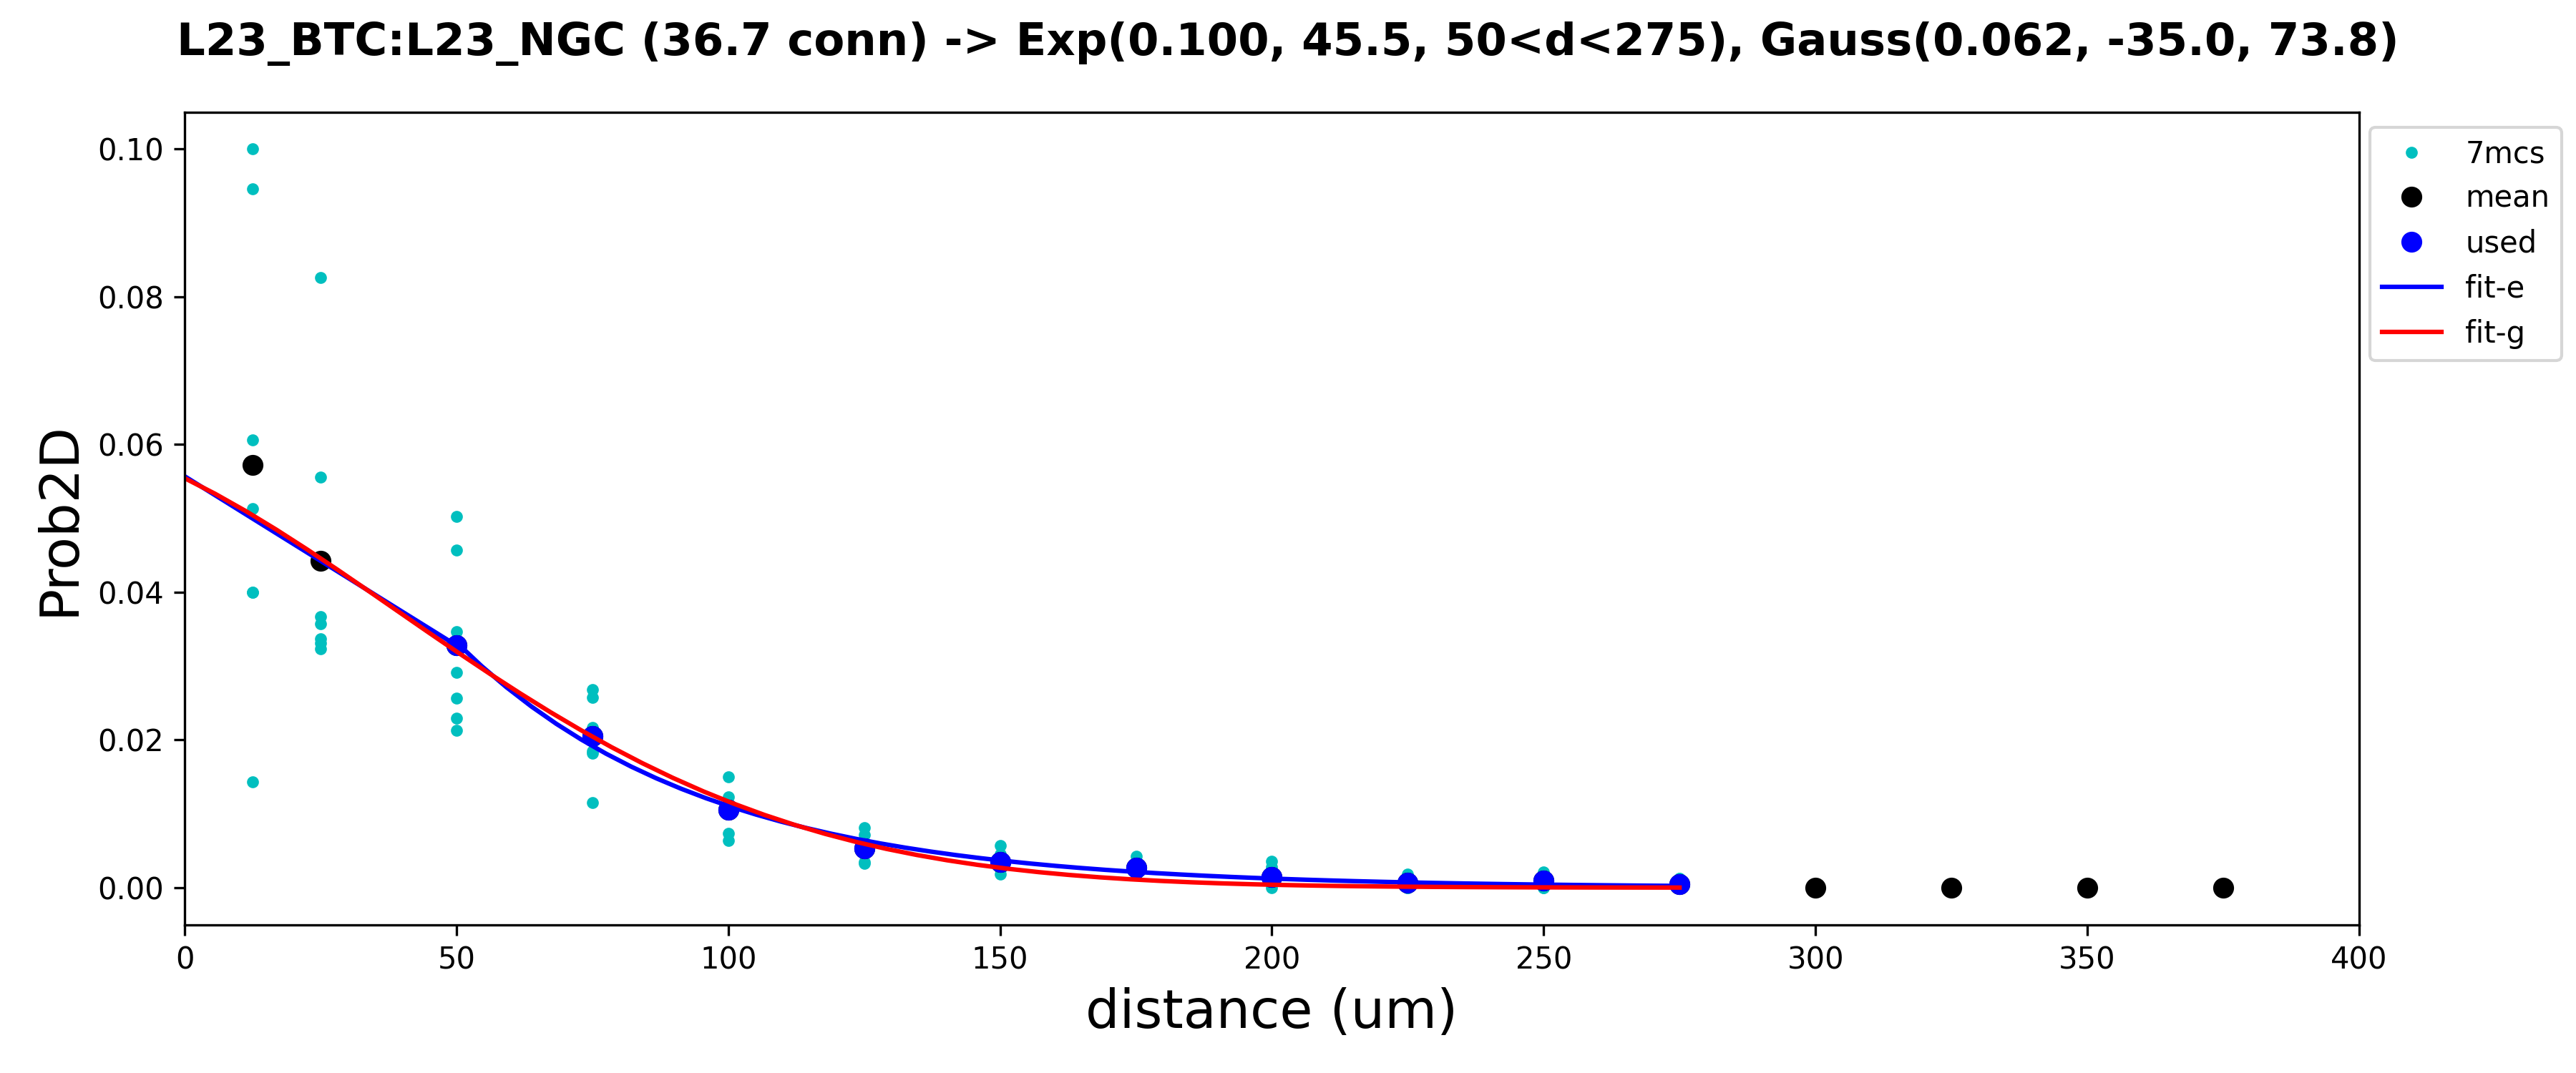 L23_BTC:L23_NGC (36.7 conn) -> Exp(0.100, 45.5, 50<d<275), Gauss(0.062, -35.0, 73.8)
0.10
0.08
0.06
0.04
0.02
0.00
Prob2D
0 50 100 150 200 250 300 350 400
distance (um)
7mcs
mean
used
fit-e
fit-g